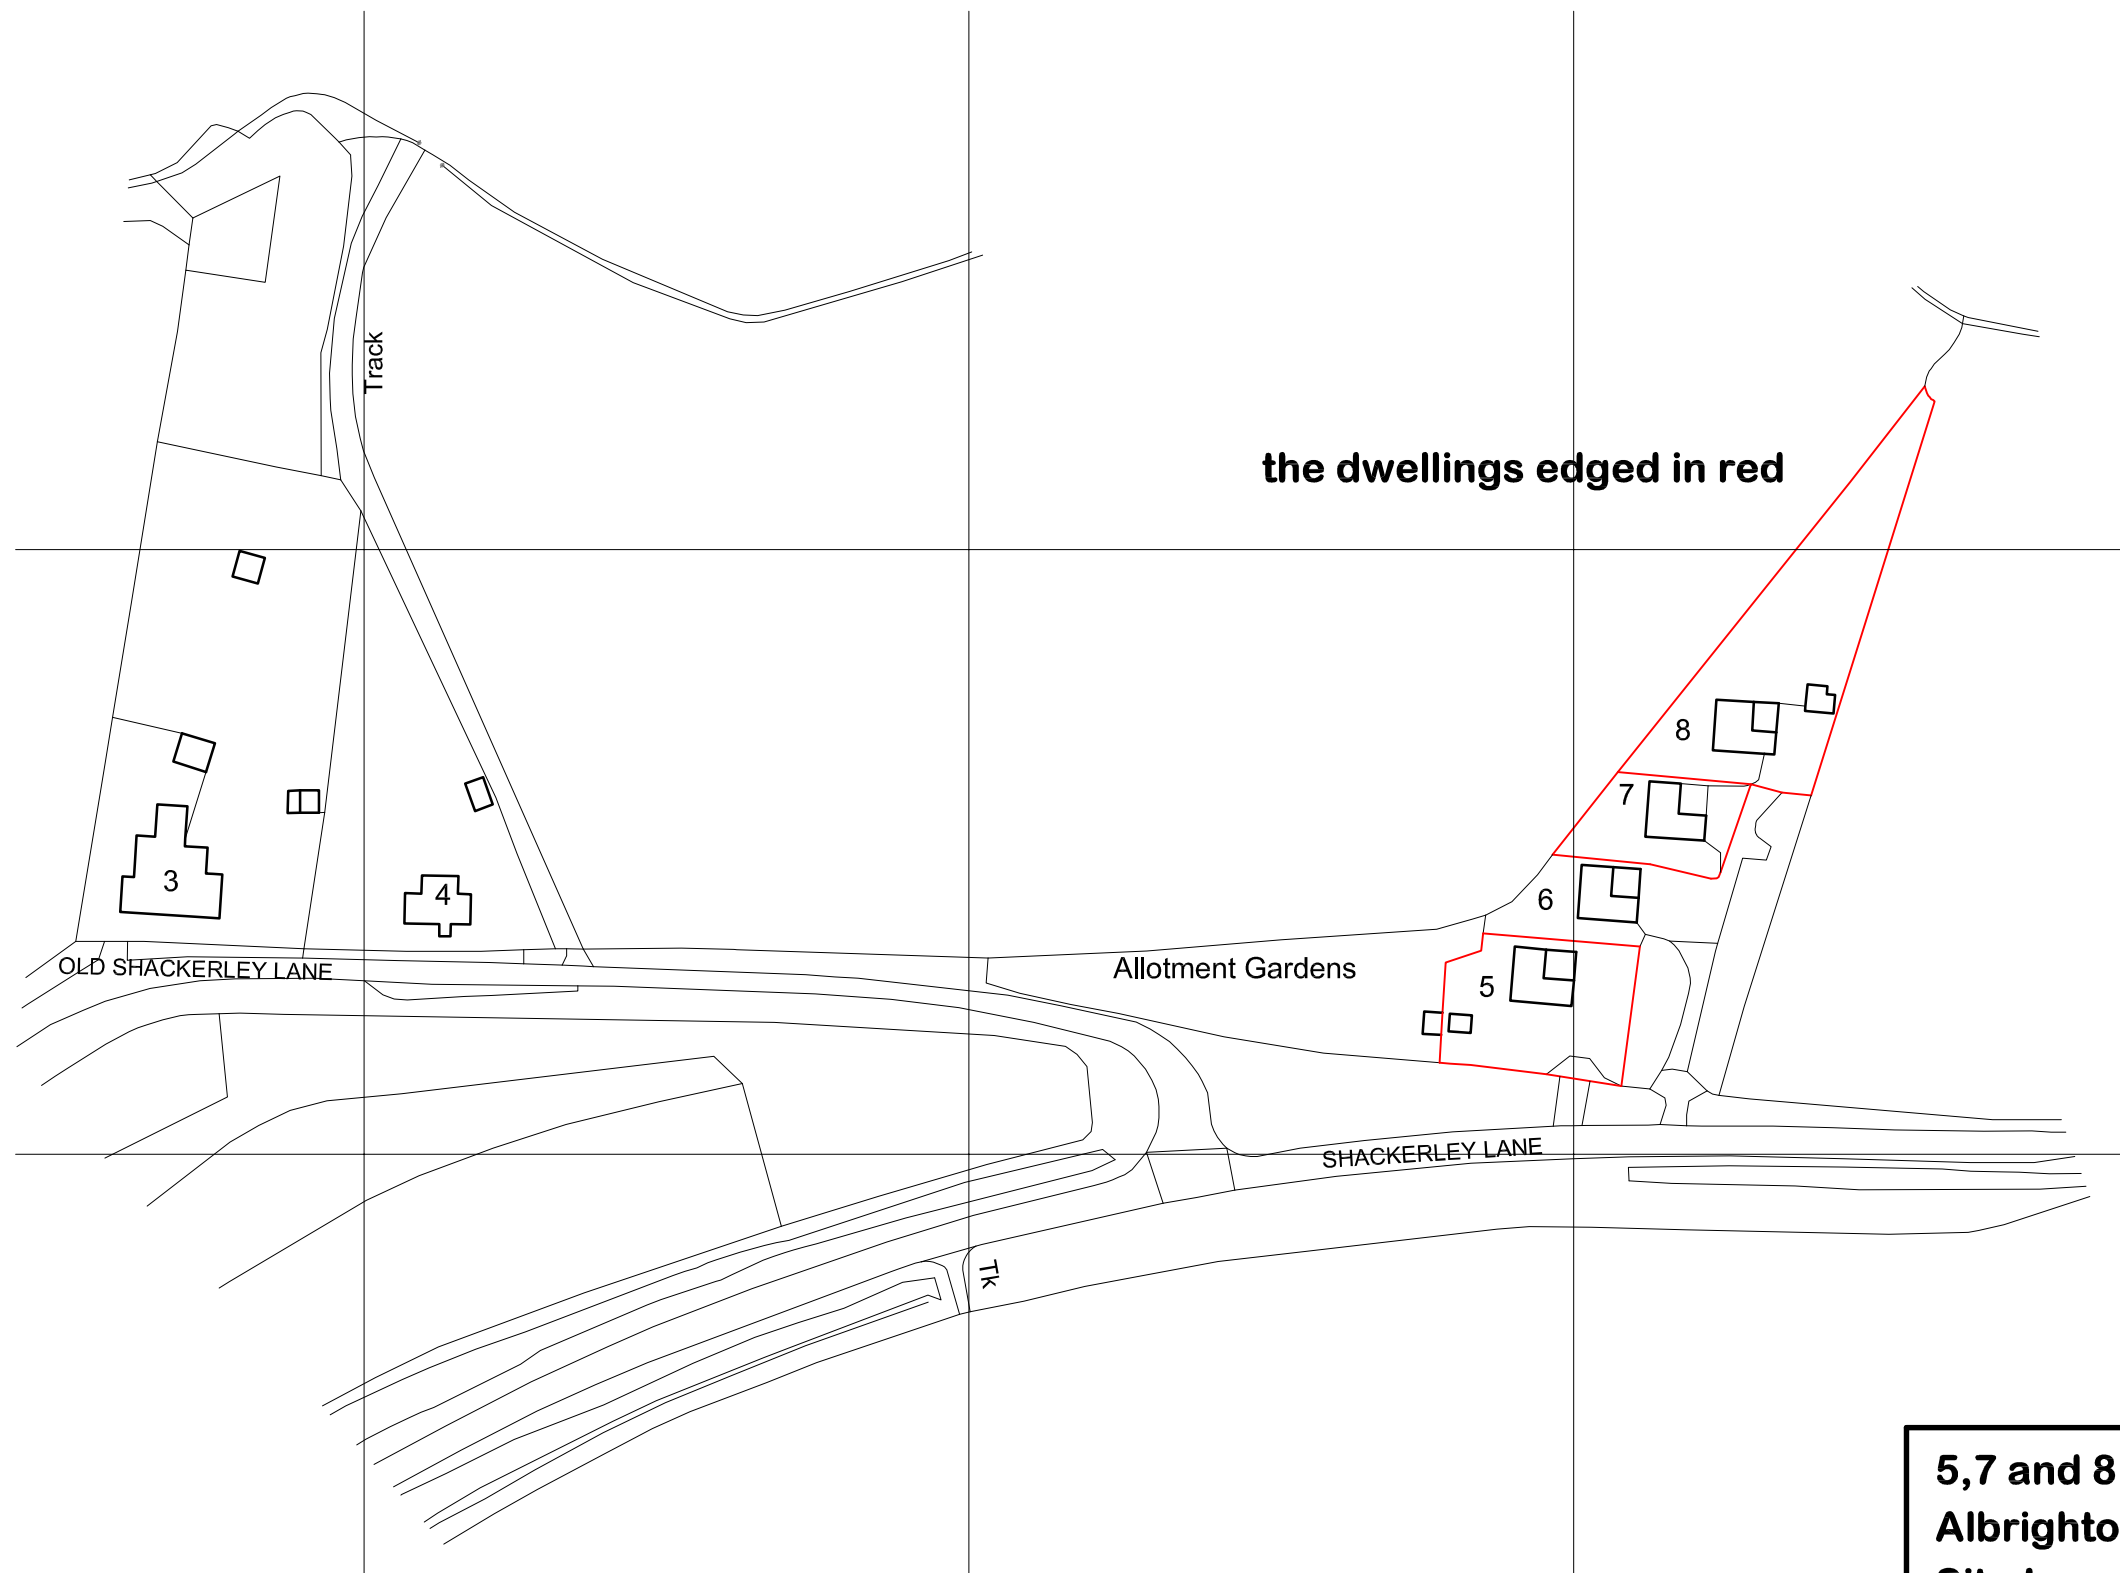 Track
the dwellings edged in red
8
7
3
4
6
OLD SHACKERLEY LANE
Allotment Gardens
5
SHACKERLEY LANE
Tk
5,7 and 8
Albrighto